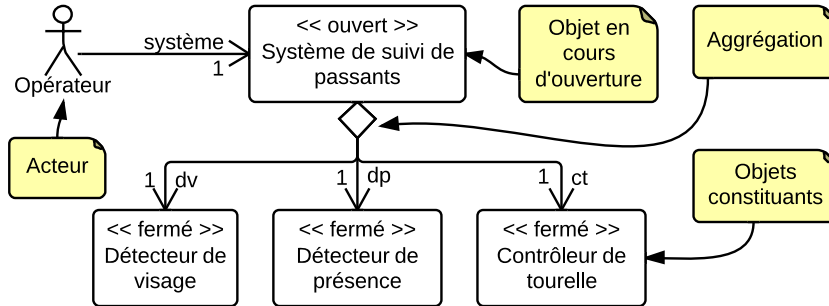 << ouvert >>
Système de suivi de
passants
système
1
Opérateur
Objet en
cours
d'ouverture
Aggrégation
Acteur
1
dv
1
dp
1
ct
Objets
constituants
<< fermé >>
Détecteur de
visage
<< fermé >>
Détecteur de
présence
<< fermé >>
Contrôleur de
tourelle